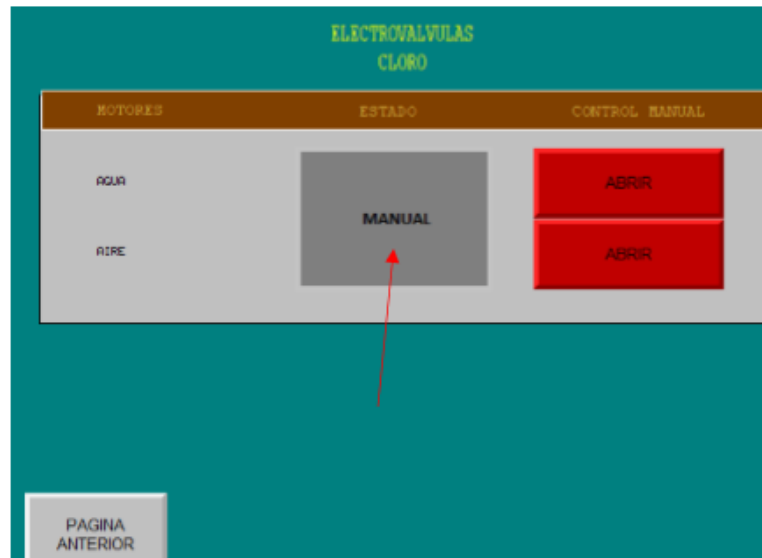 ELECTROVALVULAS
CLORO
MOTORES ESTADO CONTROL MANUAL
AGUA ABRIR
MANUAL
AIRE ABRIR
PAGINA
ANTERIOR